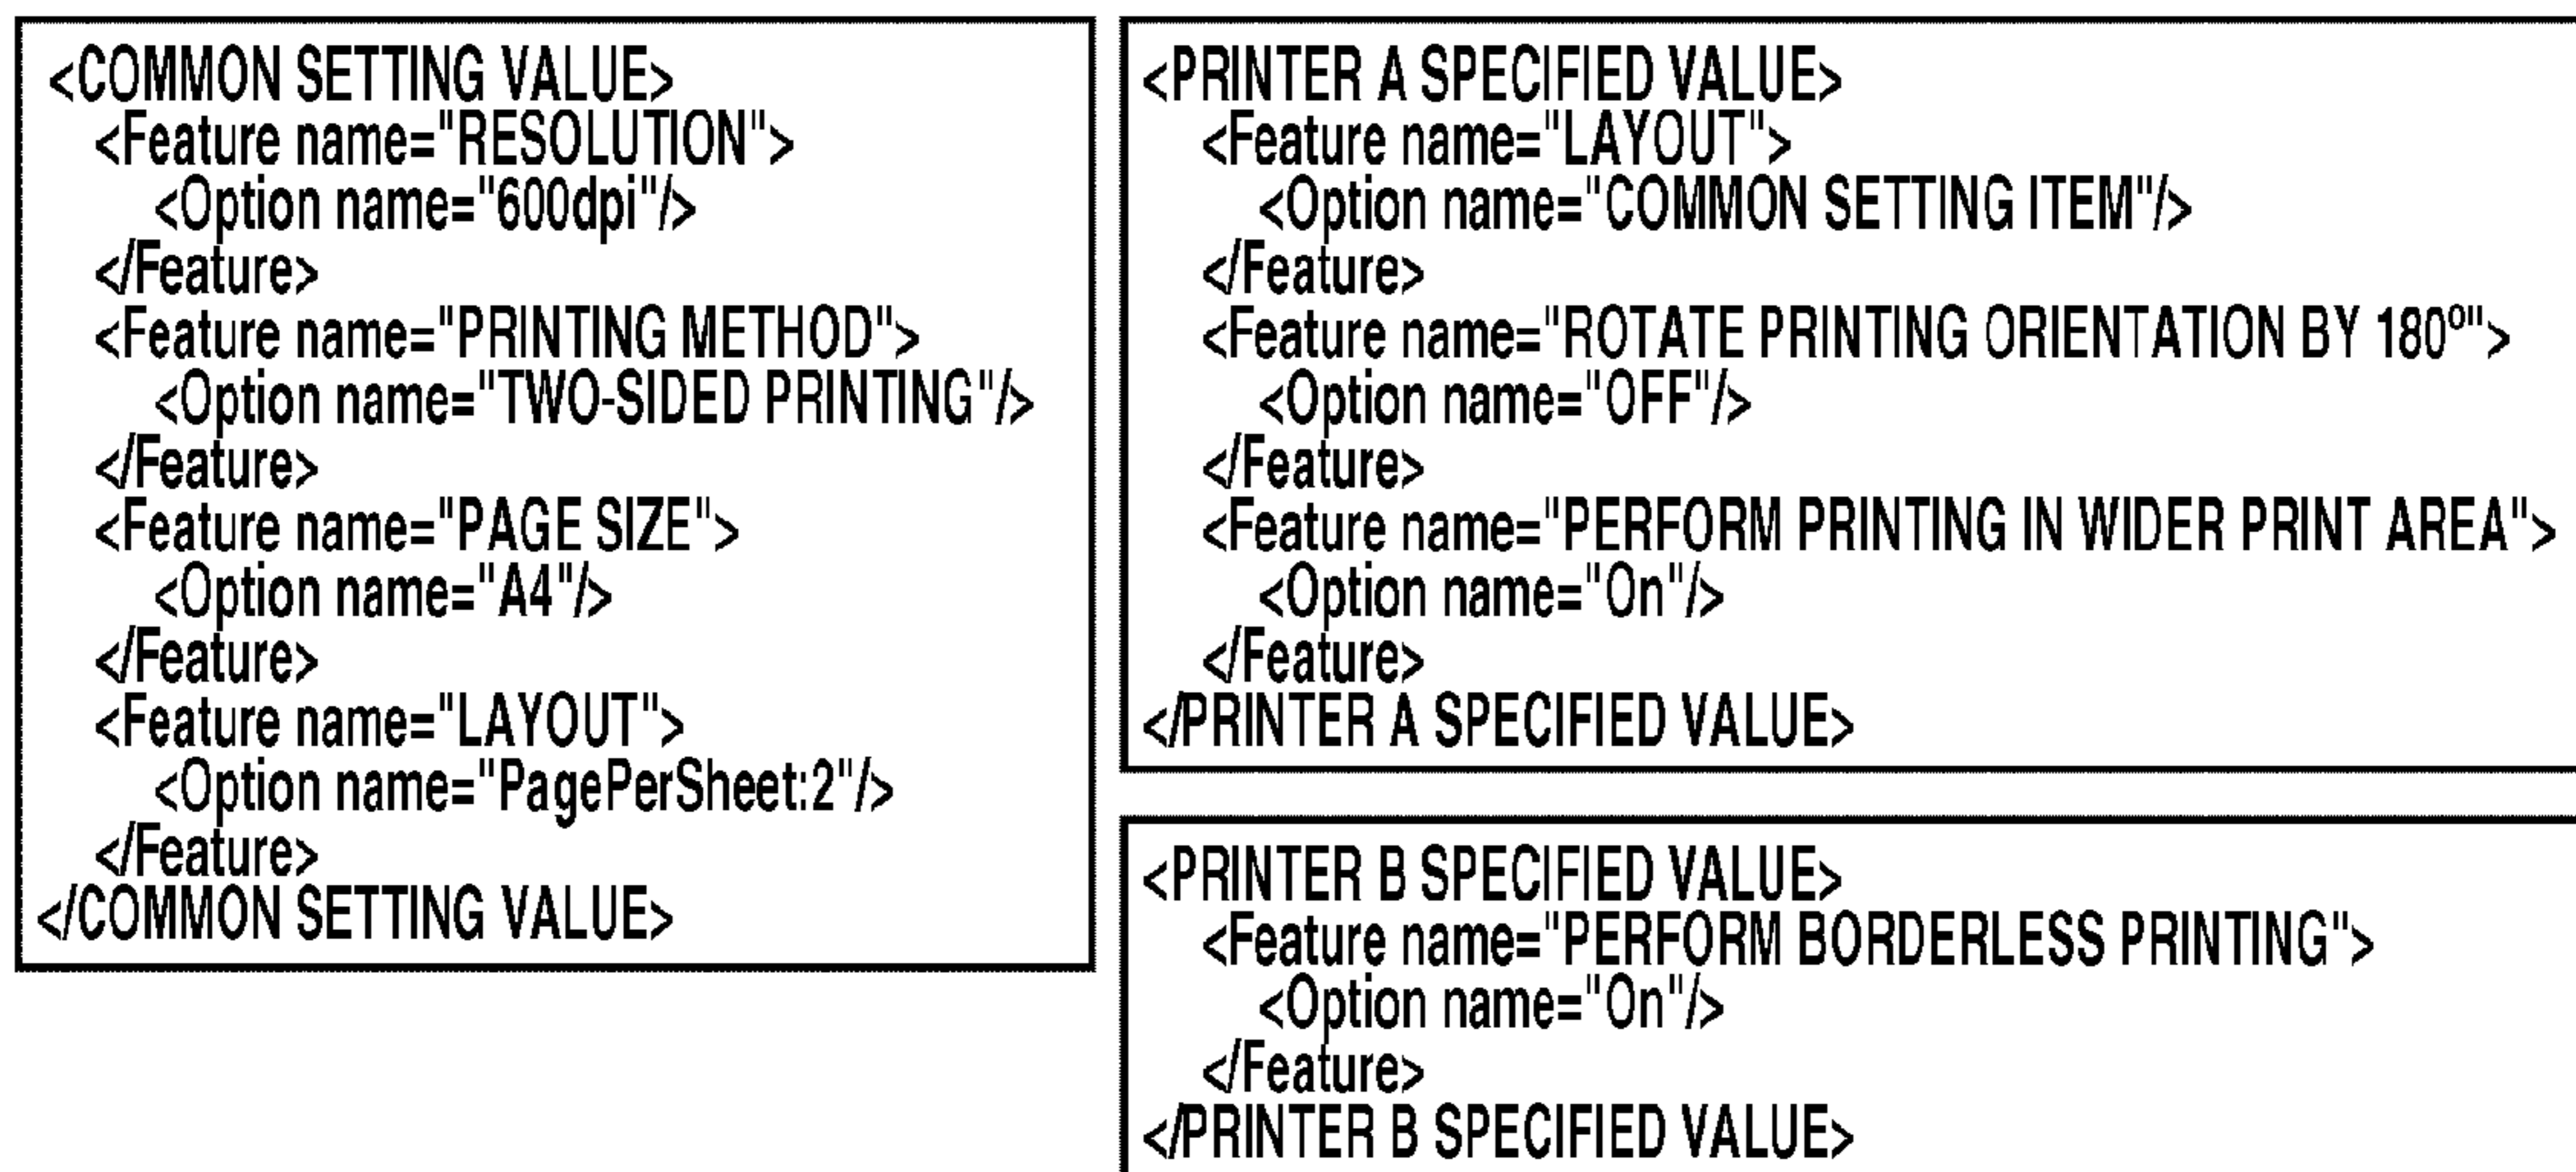 <COMMON SETTING VALUE>
<Feature name="RESOLUTION">
<Option name="600dpi"/>
</Feature>
<Feature name="PRINTING METHOD">
<Option name="TWO-SIDED PRINTING"/>
</Feature>
<Feature name="PAGE SIZE">
<Option name="A4"/>
</Feature>
<Feature name="LAYOUT">
<Option name="PagePerSheet:2"/>
</Feature>
</COMMON SETTING VALUE>
<PRINTER A SPECIFIED VALUE>
<Feature name="LAYOUT">
<Option name="COMMON SETTING ITEM"/>
</Feature>
<Feature name="ROTATE PRINTING ORIENTATION BY 180º">
<Option name="OFF"/>
</Feature>
<Feature name="PERFORM PRINTING IN WIDER PRINT AREA">
<Option name="On"/>
</Feature>
</PRINTER A SPECIFIED VALUE>
<PRINTER B SPECIFIED VALUE>
<Feature name="PERFORM BORDERLESS PRINTING">
<Option name="On"/>
</Feature>
</PRINTER B SPECIFIED VALUE>